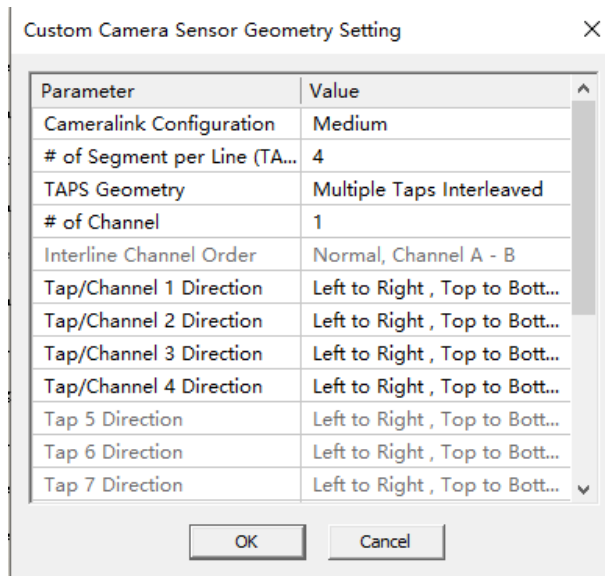 Custom Camera Sensor Geometry Setting
Parameter Value
Cameralink Configuration Medium
# of Segment per Line (TA... 4
TAPS Geometry Multiple Taps Interleaved
# of Channel 1
Interline Channel Order Normal, Channel A - B
Tap/Channel 1 Direction Left to Right , Top to Bott...
Tap/Channel 2 Direction Left to Right , Top to Bott...
Tap/Channel 3 Direction Left to Right , Top to Bott...
Tap/Channel 4 Direction Left to Right , Top to Bott...
Tap 5 Direction Left to Right , Top to Bott...
Tap 6 Direction Left to Right , Top to Bott...
Tap 7 Direction Left to Right , Top to Bott...
OK Cancel